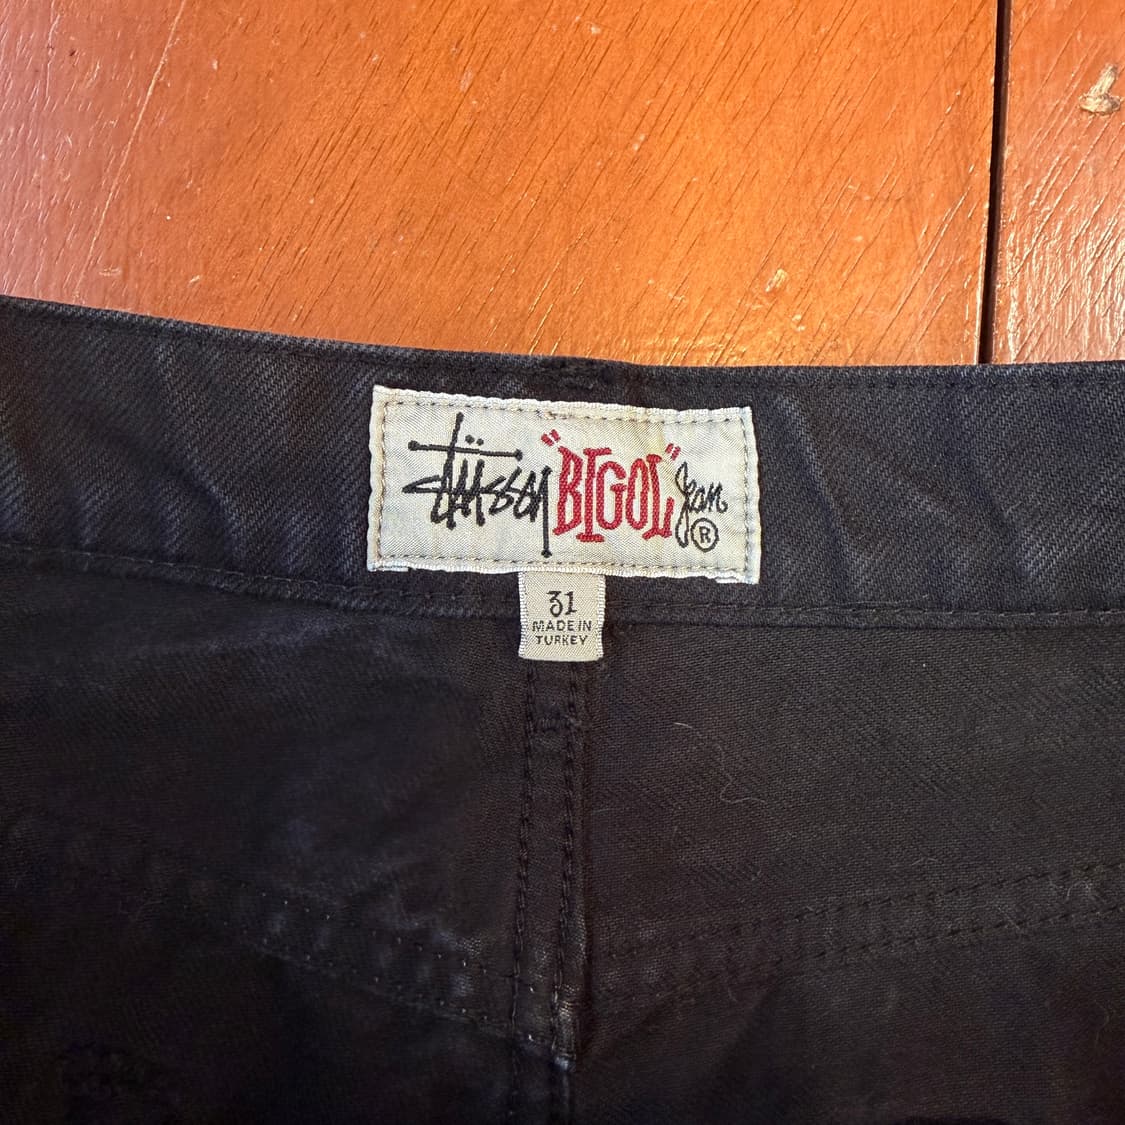 Stüssy "BIGOL" Jean ®
31
MADE IN
TURKEY